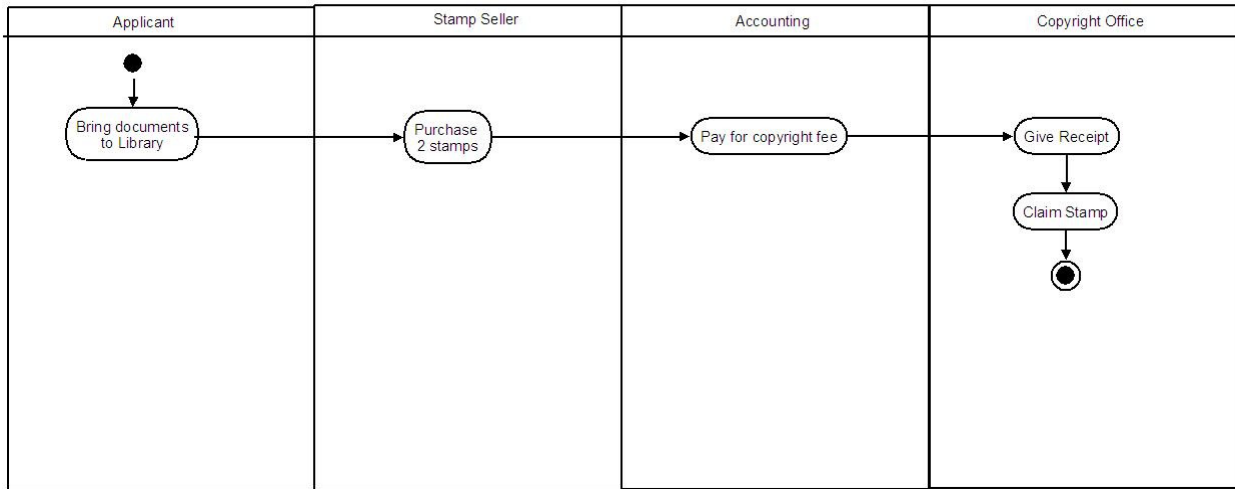 Applicant
Stamp Seller
Accounting
Copyright Office
Bring documents
to Library
Purchase
2 stamps
Pay for copyright fee
Give Receipt
Claim Stamp